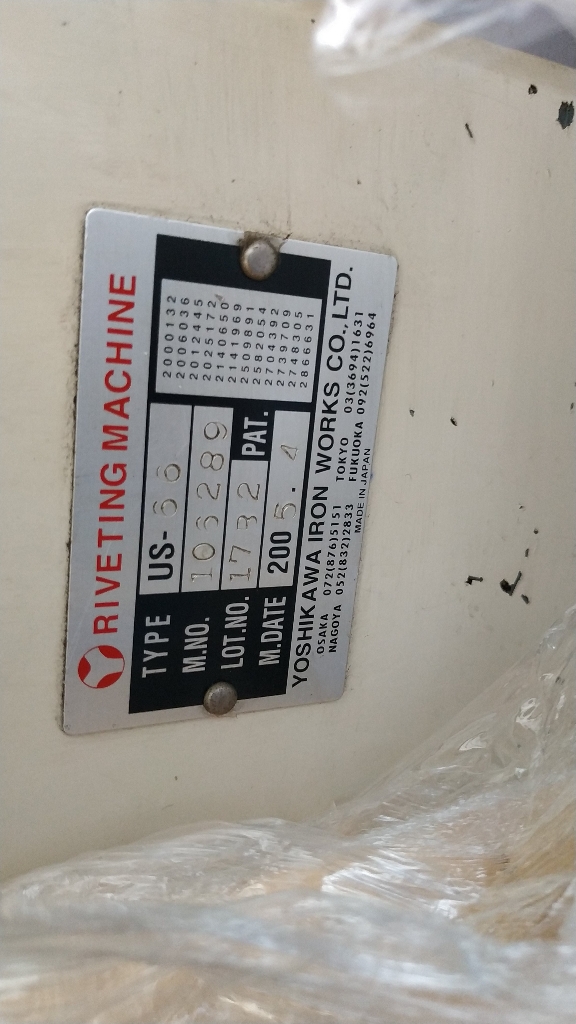 RIVETING MACHINE
TYPE US-66
M.NO. 106289
LOT.NO. 1732
M.DATE 2005.4
PAT.
2000132
2006036
2012445
2025172
2140650
2141969
2509891
2582054
2704392
2739709
2748305
2866631
YOSHIKAWA IRON WORKS CO., LTD.
OSAKA 072(876)5151 TOKYO 03(3694)1631
NAGOYA 052(832)2833 FUKUOKA 092(522)6964
MADE IN JAPAN